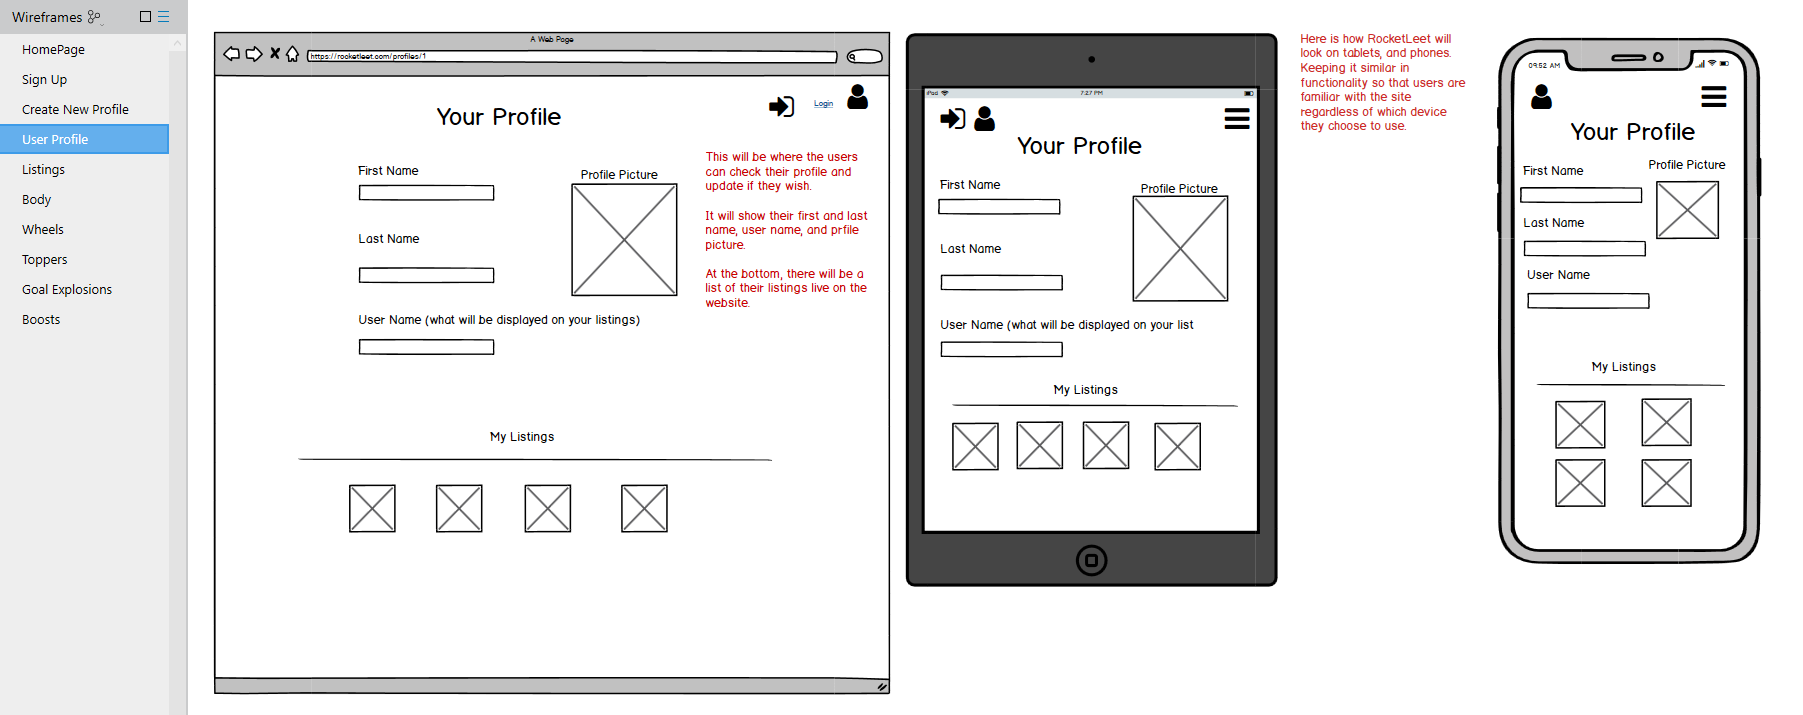 Wireframes
HomePage
Sign Up
Create New Profile
User Profile
Listings
Body
Wheels
Toppers
Goal Explosions
Boosts
A Web Page
https://rocketleet.com/profiles/1
Login
Your Profile
First Name
Profile Picture
Last Name
User Name (what will be displayed on your listings)
This will be where the users
can check their profile and
update if they wish.
It will show their first and last
name, user name, and prfile
picture.
At the bottom, there will be a
list of their listings live on the
website.
My Listings
iPad
7:27 PM
Your Profile
First Name
Profile Picture
Last Name
User Name (what will be displayed on your list
My Listings
Here is how RocketLeet will
look on tablets, and phones.
Keeping it similar in
functionality so that users are
familiar with the site
regardless of which device
they choose to use.
09:52 AM
Your Profile
Profile Picture
First Name
Last Name
User Name
My Listings